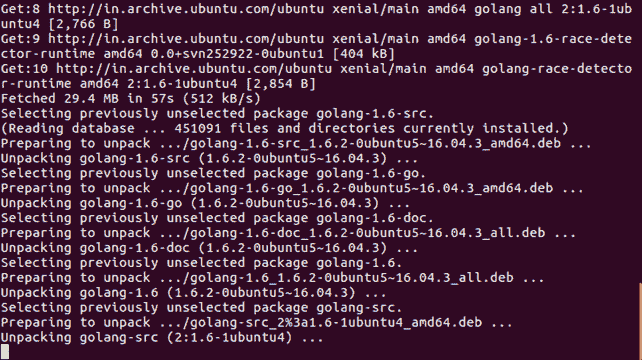 Get:8 http://in.archive.ubuntu.com/ubuntu xenial/main amd64 golang all 2:1.6-1ub
untu4 [2,766 B]
Get:9 http://in.archive.ubuntu.com/ubuntu xenial/main amd64 golang-1.6-race-dete
ctor-runtime amd64 0.0+svn252922-0ubuntu1 [404 kB]
Get:10 http://in.archive.ubuntu.com/ubuntu xenial/main amd64 golang-race-detecto
r-runtime amd64 2:1.6-1ubuntu4 [2,854 B]
Fetched 29.4 MB in 57s (512 kB/s)
Selecting previously unselected package golang-1.6-src.
(Reading database ... 451091 files and directories currently installed.)
Preparing to unpack .../golang-1.6-src_1.6.2-0ubuntu5~16.04.3_amd64.deb ...
Unpacking golang-1.6-src (1.6.2-0ubuntu5~16.04.3) ...
Selecting previously unselected package golang-1.6-go.
Preparing to unpack .../golang-1.6-go_1.6.2-0ubuntu5~16.04.3_amd64.deb ...
Unpacking golang-1.6-go (1.6.2-0ubuntu5~16.04.3) ...
Selecting previously unselected package golang-1.6-doc.
Preparing to unpack .../golang-1.6-doc_1.6.2-0ubuntu5~16.04.3_all.deb ...
Unpacking golang-1.6-doc (1.6.2-0ubuntu5~16.04.3) ...
Selecting previously unselected package golang-1.6.
Preparing to unpack .../golang-1.6_1.6.2-0ubuntu5~16.04.3_all.deb ...
Unpacking golang-1.6 (1.6.2-0ubuntu5~16.04.3) ...
Selecting previously unselected package golang-src.
Preparing to unpack .../golang-src_2%3a1.6-1ubuntu4_amd64.deb ...
Unpacking golang-src (2:1.6-1ubuntu4) ...